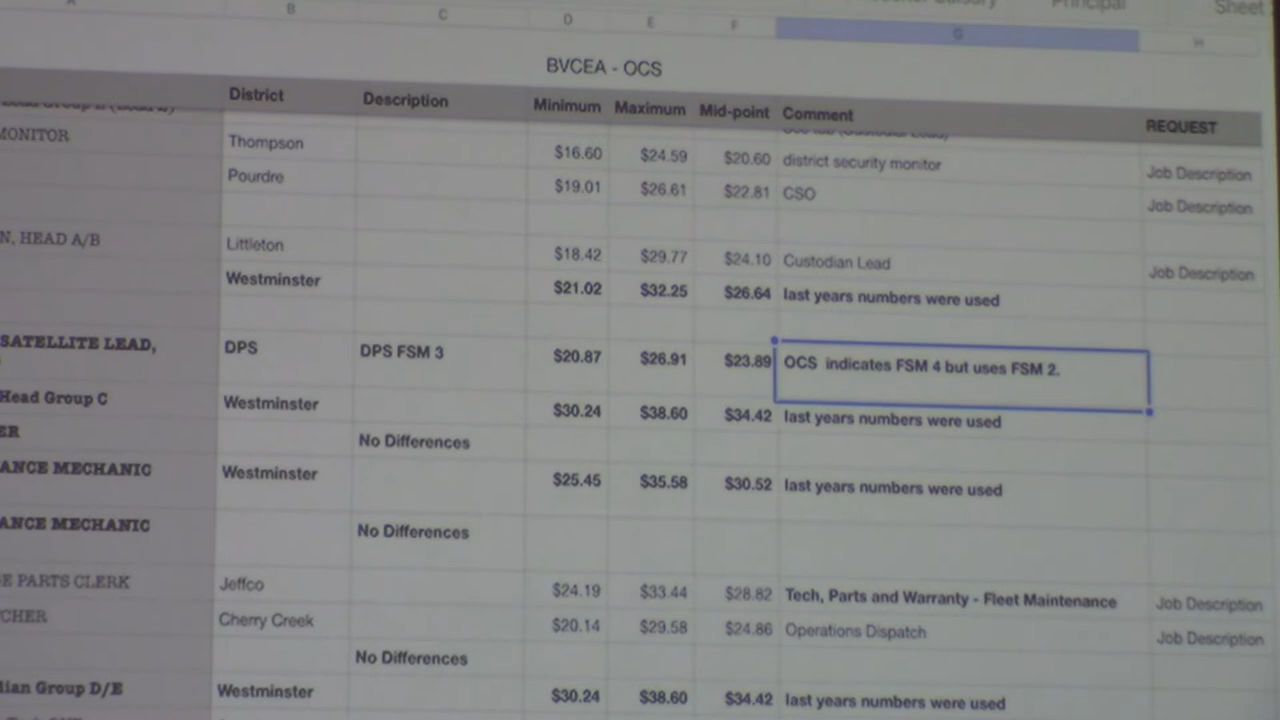 Principal Sheet
B C D E F G H
BVCEA - OCS
District Description Minimum Maximum Mid-point Comment REQUEST
MONITOR Thompson $16.60 $24.59 $20.60 district security monitor Job Description
Pourdre $19.01 $26.61 $22.81 CSO Job Description
N, HEAD A/B Littleton $18.42 $29.77 $24.10 Custodian Lead Job Description
Westminster $21.02 $32.25 $26.64 last years numbers were used
SATELLITE LEAD, DPS DPS FSM 3 $20.87 $26.91 $23.89 OCS indicates FSM 4 but uses FSM 2.
Head Group C Westminster $30.24 $38.60 $34.42 last years numbers were used
ER No Differences
ANCE MECHANIC Westminster $25.45 $35.58 $30.52 last years numbers were used
ANCE MECHANIC No Differences
E PARTS CLERK Jeffco $24.19 $33.44 $28.82 Tech, Parts and Warranty - Fleet Maintenance Job Description
CHER Cherry Creek $20.14 $29.58 $24.86 Operations Dispatch Job Description
No Differences
lian Group D/E Westminster $30.24 $38.60 $34.42 last years numbers were used